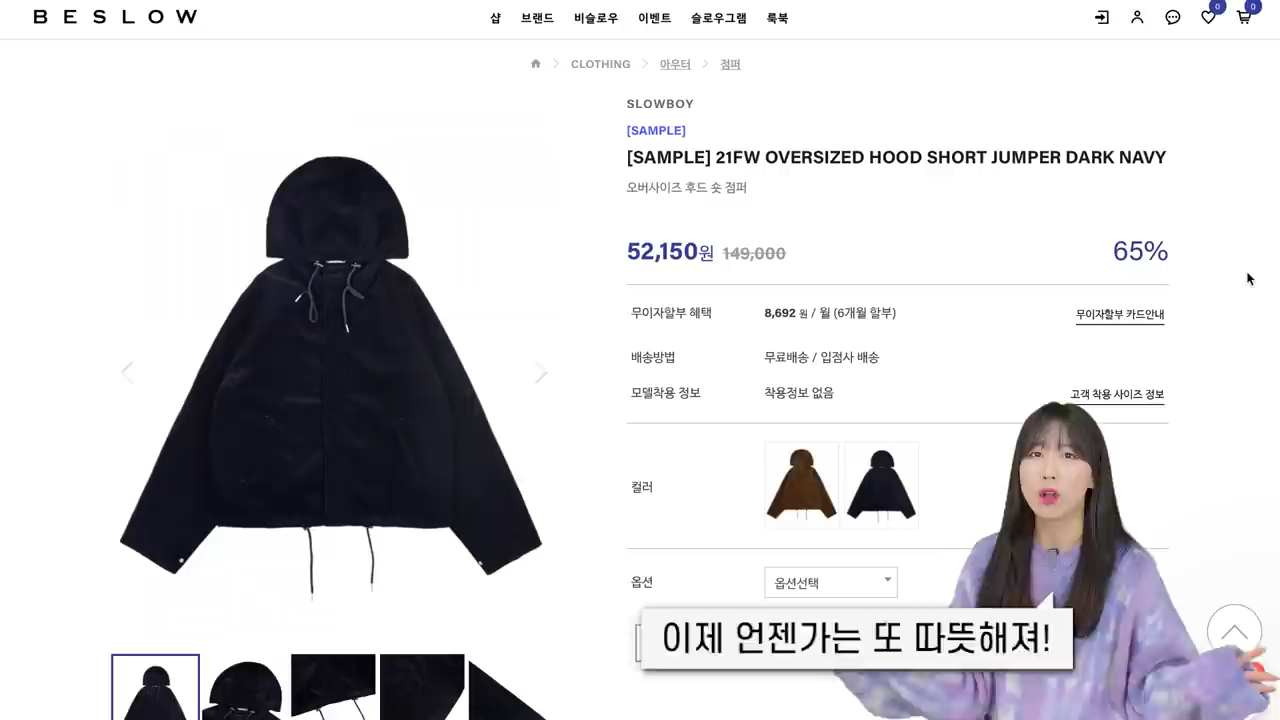 BESLOW
샵 브랜드 비슬로우 이벤트 슬로우그램 룩북
0 0
CLOTHING 아우터 점퍼
SLOWBOY
[SAMPLE]
[SAMPLE] 21FW OVERSIZED HOOD SHORT JUMPER DARK NAVY
오버사이즈 후드 숏 점퍼
52,150원 149,000 65%
무이자할부 혜택 8,692 원 / 월 (6개월 할부) 무이자할부 카드안내
배송방법 무료배송 / 입점사 배송
모델착용 정보 착용정보 없음 고객 착용 사이즈 정보
컬러
옵션 옵션선택
이제 언젠가는 또 따뜻해져!